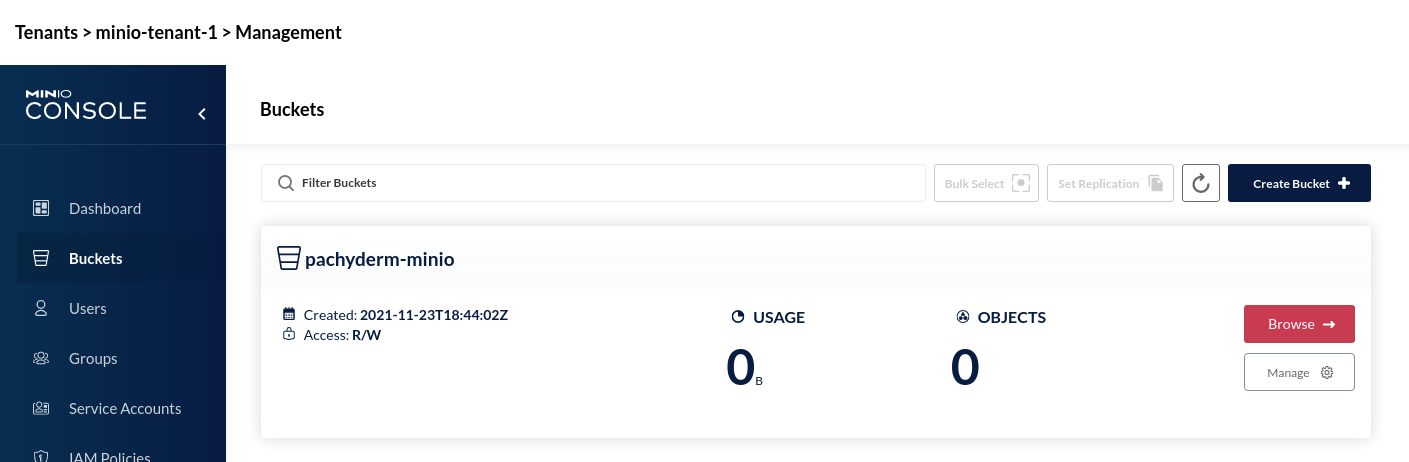 Tenants > minio-tenant-1 > Management
MINIO
CONSOLE
Buckets
Filter Buckets
Bulk Select
Set Replication
Create Bucket
Dashboard
Buckets
Users
Groups
Service Accounts
IAM Policies
pachyderm-minio
Created: 2021-11-23T18:44:02Z
Access: R/W
USAGE
0 B
OBJECTS
0
Browse
Manage